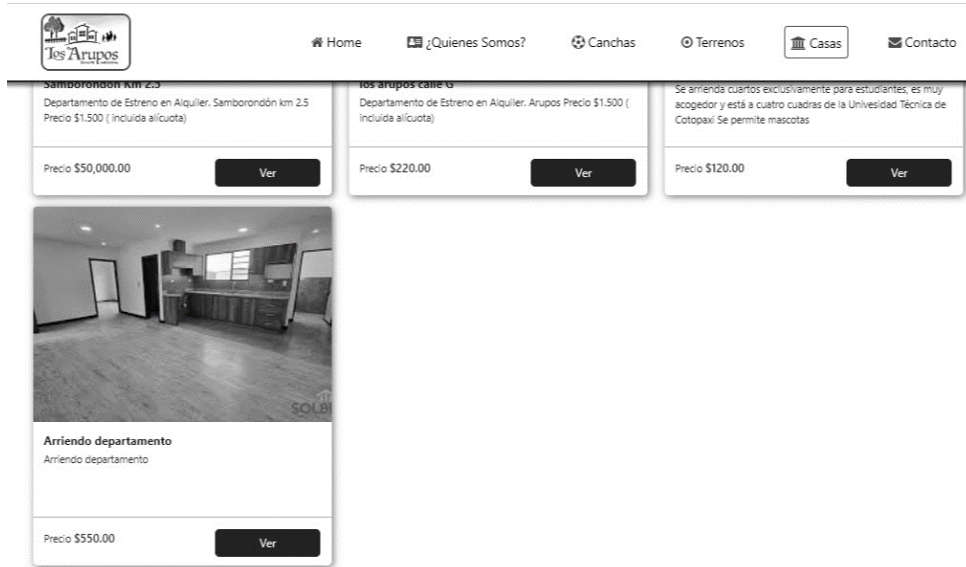 Los Arupos
Home
¿Quienes Somos?
Canchas
Terrenos
Casas
Contacto
Samborondón Km 2.5
Departamento de Estreno en Alquiler. Samborondón km 2.5
Precio $1.500 ( incluida alícuota)
Precio $50,000.00
Ver
los arupos calle G
Departamento de Estreno en Alquiler. Arupos Precio $1.500 (
incluida alícuota)
Precio $220.00
Ver
Se arrienda cuartos exclusivamente para estudiantes, es muy
acogedor y está a cuatro cuadras de la Univesidad Técnica de
Cotopaxi Se permite mascotas
Precio $120.00
Ver
SOLBI
Arriendo departamento
Arriendo departamento
Precio $550.00
Ver